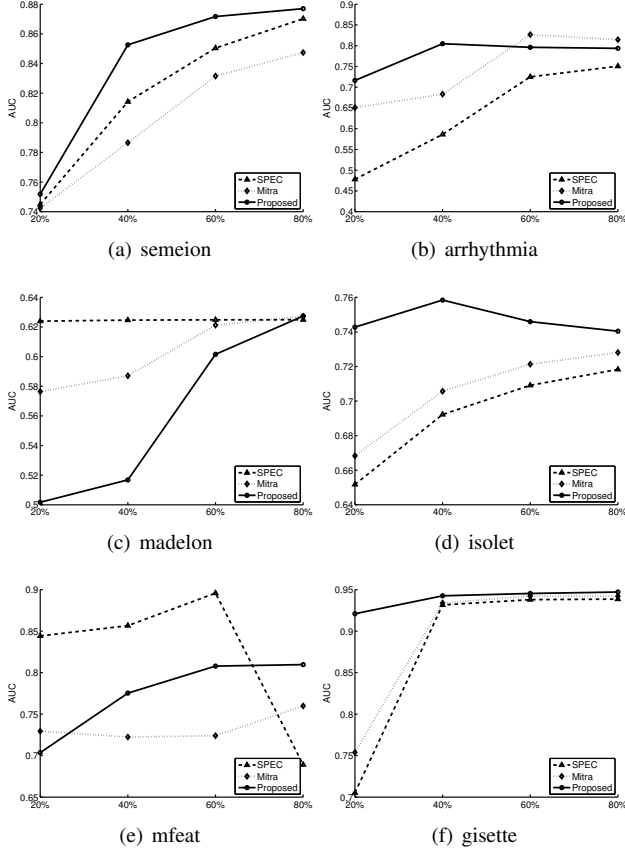 0.88
0.86
0.84
0.82
0.8
0.78
0.76
0.74
AUC
20%
40%
60%
80%
SPEC
Mitra
Proposed
(a) semeion
0.9
0.85
0.8
0.75
0.7
0.65
0.6
0.55
0.5
0.45
0.4
AUC
20%
40%
60%
80%
SPEC
Mitra
Proposed
(b) arrhythmia
0.64
0.62
0.6
0.58
0.56
0.54
0.52
0.5
AUC
20%
40%
60%
80%
SPEC
Mitra
Proposed
(c) madelon
0.76
0.74
0.72
0.7
0.68
0.66
0.64
AUC
20%
40%
60%
80%
SPEC
Mitra
Proposed
(d) isolet
0.9
0.85
0.8
0.75
0.7
0.65
AUC
20%
40%
60%
80%
SPEC
Mitra
Proposed
(e) mfeat
0.95
0.9
0.85
0.8
0.75
0.7
AUC
20%
40%
60%
80%
SPEC
Mitra
Proposed
(f) gisette